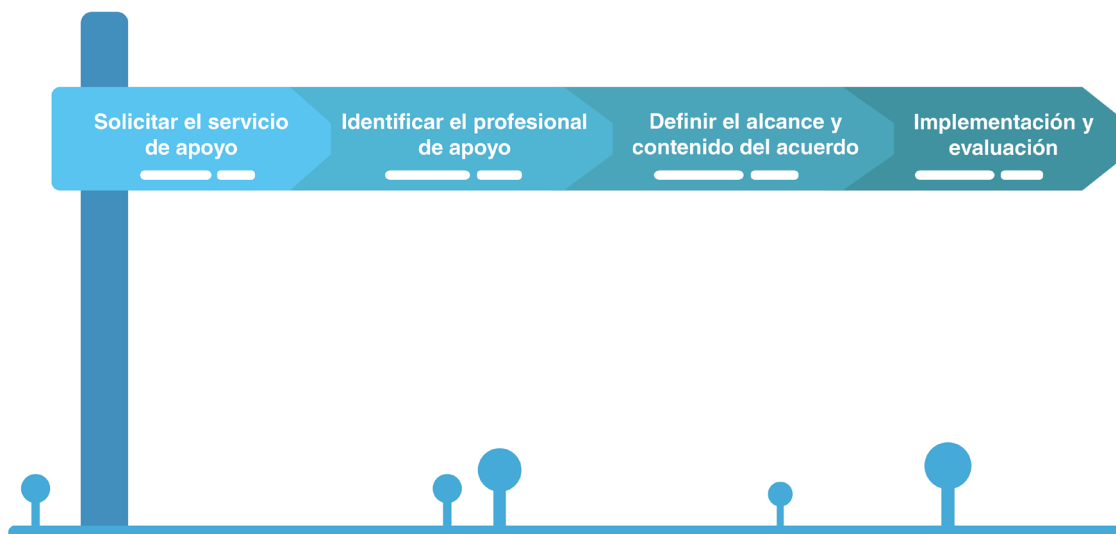 Solicitar el servicio
de apoyo
Identificar el profesional
de apoyo
Definir el alcance y
contenido del acuerdo
Implementación y
evaluación